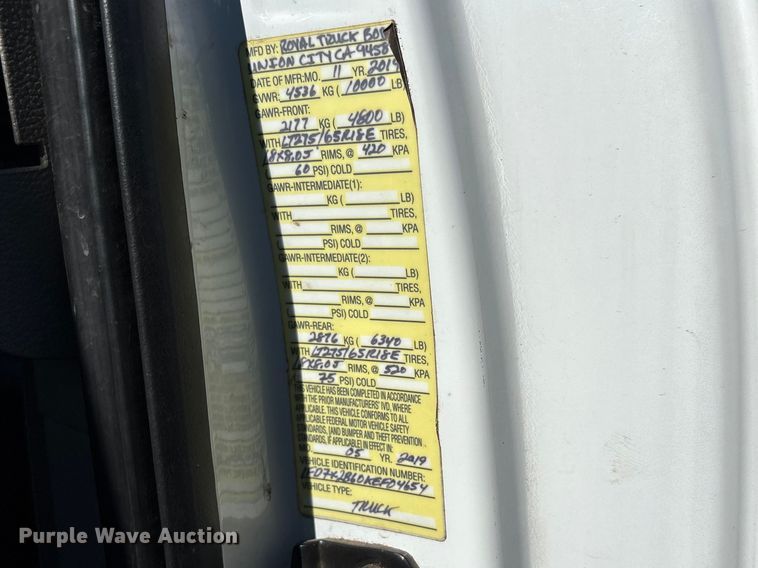 MFD BY: ROYAL TRUCK BO
UNION CITY CA 9458
DATE OF MFR:MO. 11 YR. 2019
GVWR: 4536 KG ( 10000 LB)
GAWR-FRONT:
2177 KG ( 4800 LB)
WITH LT275/65R18E TIRES,
18X8.0J RIMS, @ 420 KPA
( 60 PSI) COLD
GAWR-INTERMEDIATE(1):
KG ( LB)
WITH TIRES,
RIMS, @ KPA
( PSI) COLD
GAWR-INTERMEDIATE(2):
KG ( LB)
WITH TIRES,
RIMS, @ KPA
( PSI) COLD
GAWR-REAR:
2876 KG ( 6340 LB)
WITH LT275/65R18E TIRES,
18X8.0J RIMS, @ 520 KPA
( 75 PSI) COLD
THIS VEHICLE HAS BEEN COMPLETED IN ACCORDANCE
WITH THE PRIOR MANUFACTURERS' IVD, WHERE
APPLICABLE. THIS VEHICLE CONFORMS TO ALL
APPLICABLE FEDERAL MOTOR VEHICLE SAFETY
STANDARDS, (AND BUMPER AND THEFT PREVENTION
STANDARDS, IF APPLICABLE) IN EFFECT IN:
MO. 05 YR. 2019
VEHICLE IDENTIFICATION NUMBER:
VEHICLE TYPE:
TRUCK
Purple Wave Auction